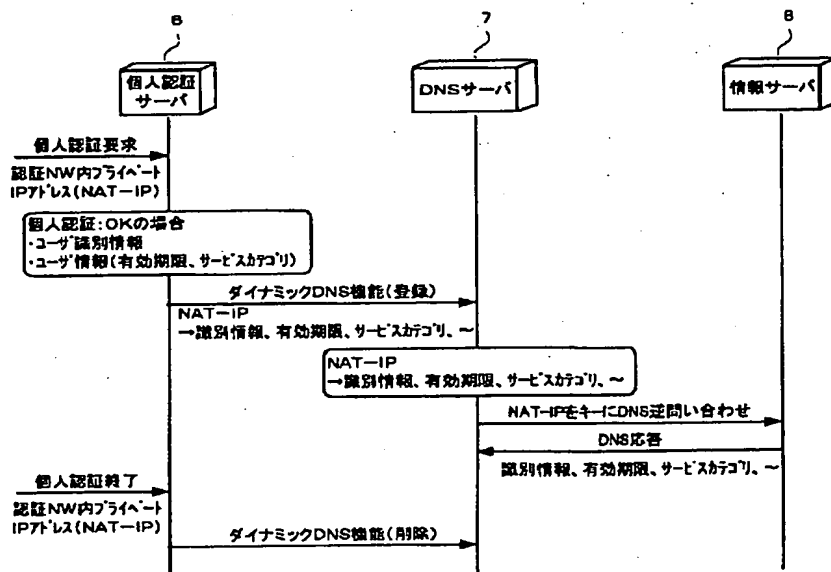 6
7
8
個人認証
サーバ
DNSサーバ
情報サーバ
個人認証要求
認証NW内プライベート
IPアドレス(NAT−IP)
個人認証:OKの場合
・ユーザ識別情報
・ユーザ情報(有効期限、サービスカテゴリ)
ダイナミックDNS機能(登録)
NAT−IP
→識別情報、有効期限、サービスカテゴリ、~
NAT−IP
→識別情報、有効期限、サービスカテゴリ、~
NAT−IPをキーにDNS逆問い合わせ
DNS応答
識別情報、有効期限、サービスカテゴリ、~
個人認証終了
認証NW内プライベート
IPアドレス(NAT−IP)
ダイナミックDNS機能(削除)